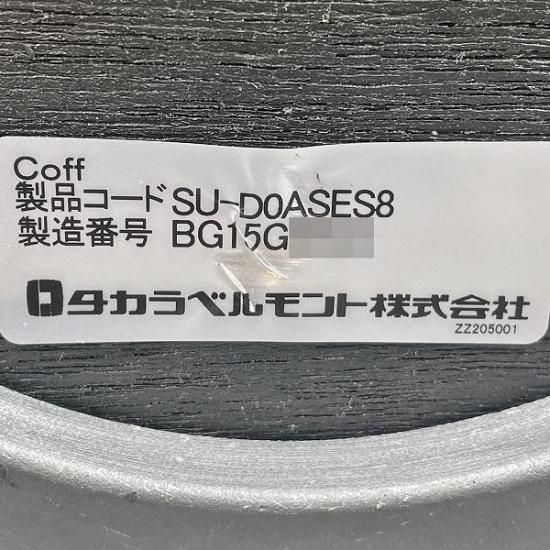 Coff
製品コード SU-D0ASES8
製造番号 BG15G
タカラベルモント株式会社
ZZ205001